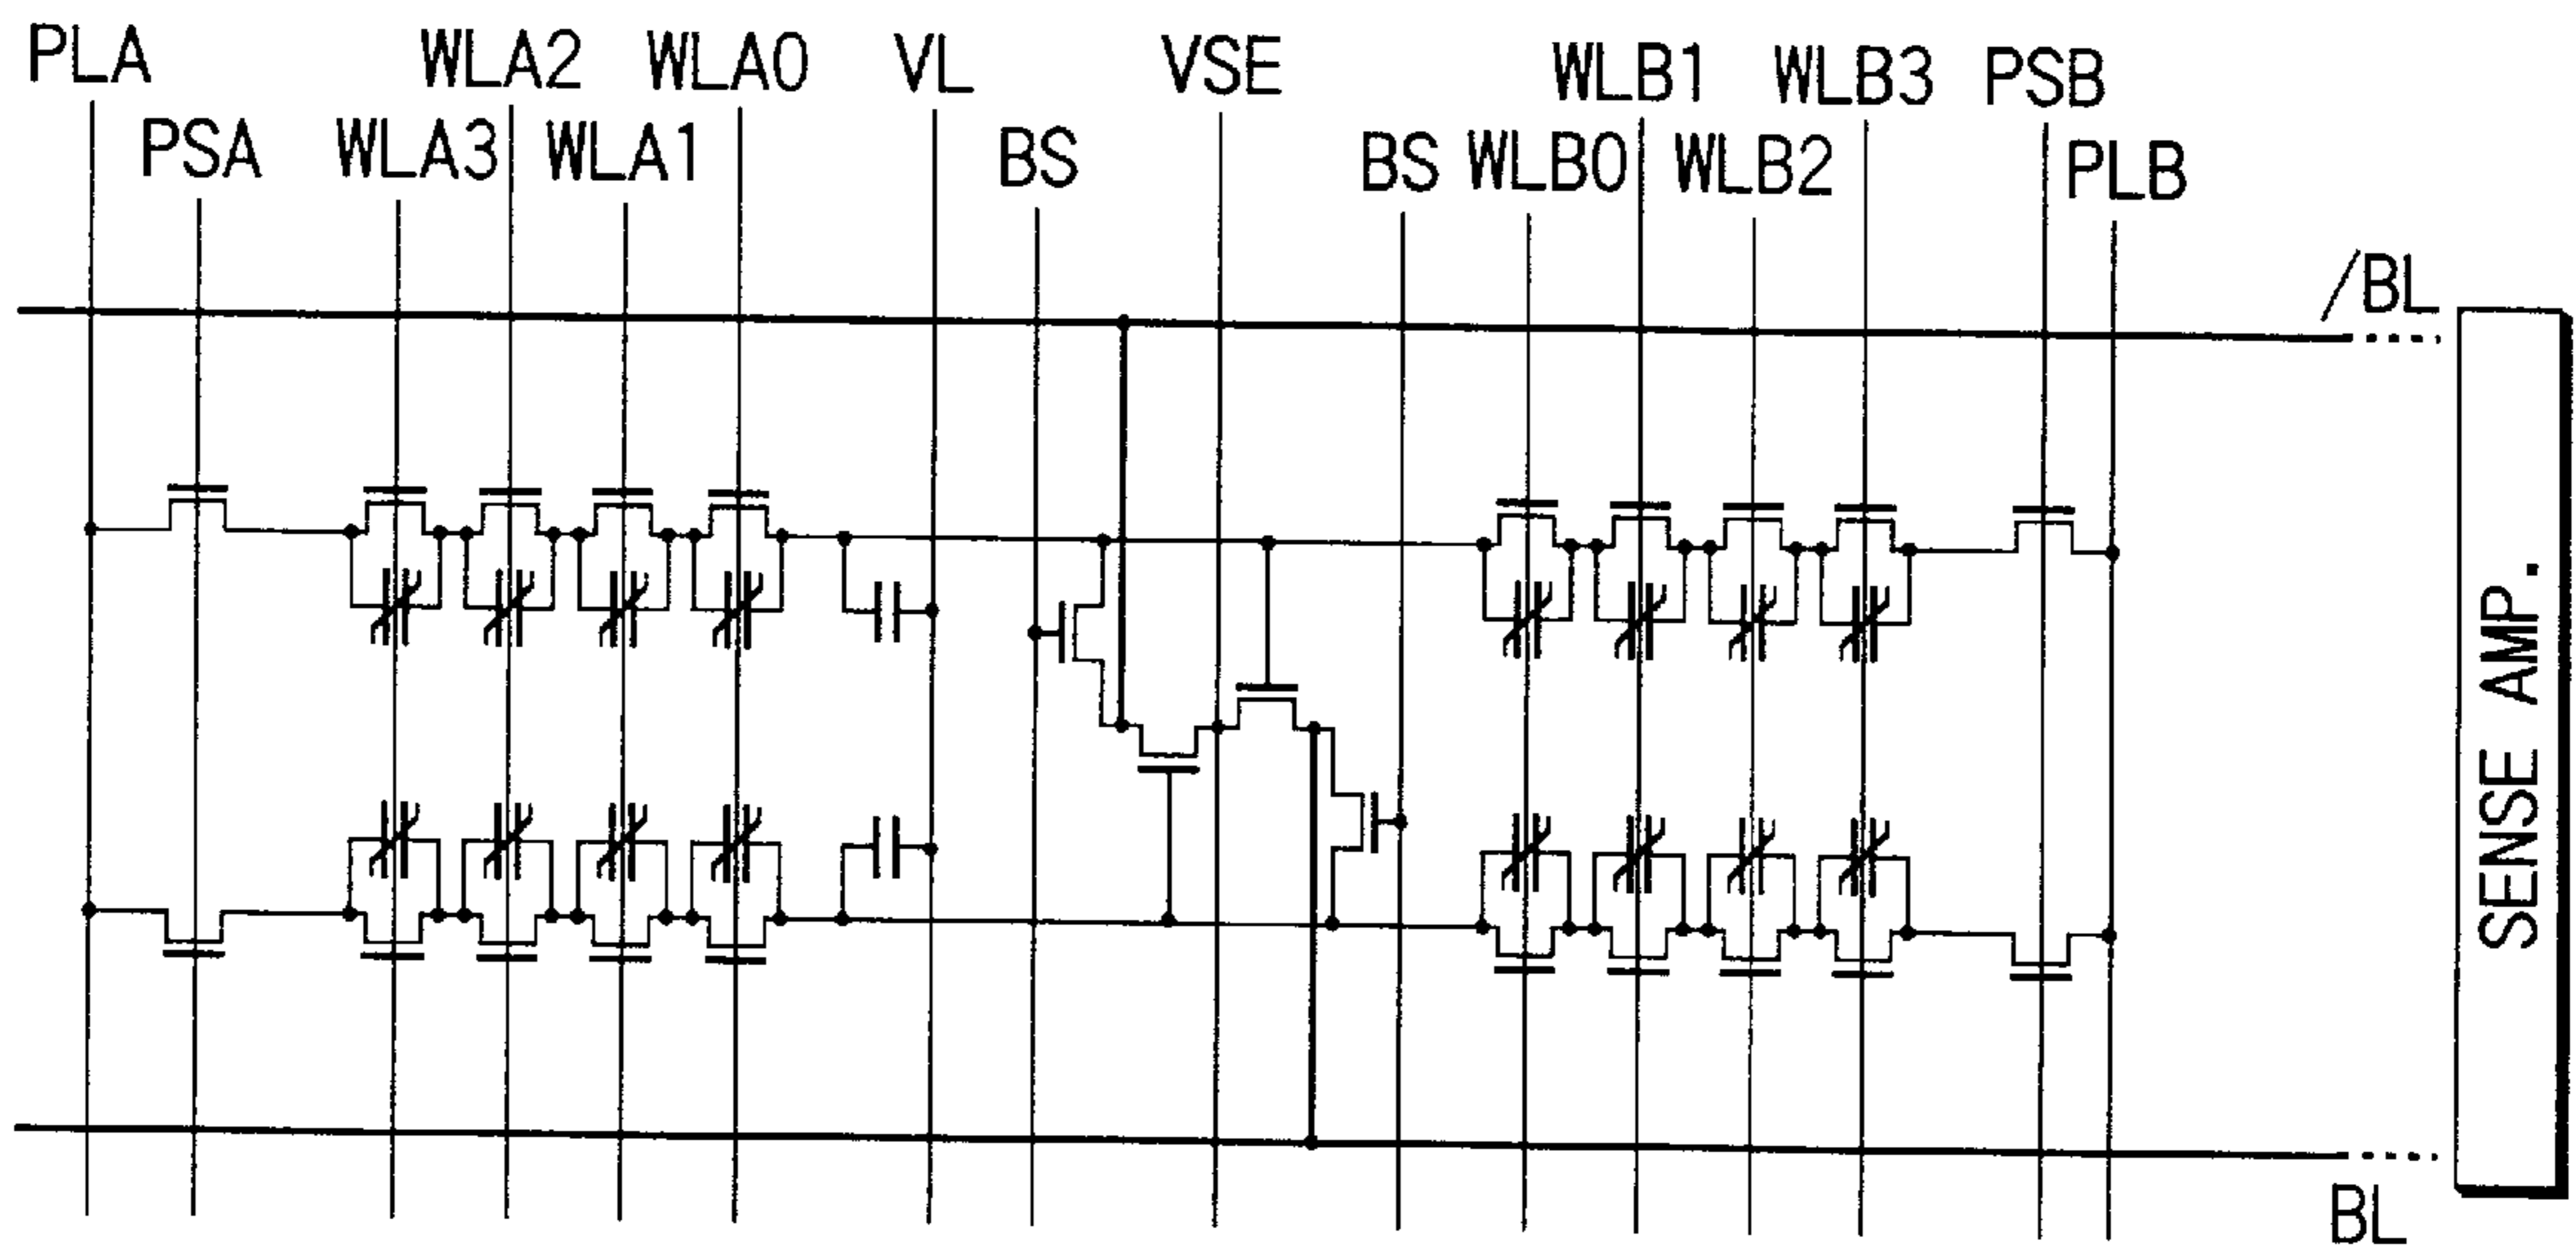 PLA
WLA2
WLA0
VL
VSE
WLB1
WLB3
PSB
PSA
WLA3
WLA1
BS
BS
WLB0
WLB2
PLB
/BL
SENSE AMP.
BL